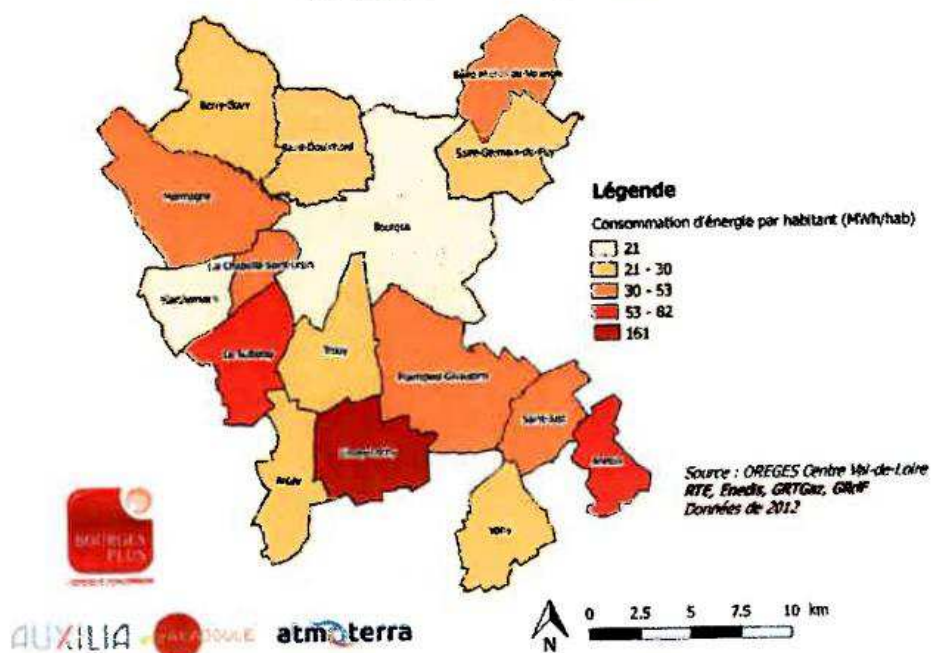 Berry-Bouy
Saint-Doulchard
Saint-Germain-du-Puy
Marmagne
Bourges
La Chapelle-Saint-Ursin
Le Subdray
Trouy
Plaimpied-Givaudins
Saint-Just
Annoix
Arçay
Vorly
Légende
Consommation d'énergie par habitant (MWh/hab)
21
21 - 30
30 - 53
53 - 82
161
Source : OREGES Centre Val-de-Loire
RTE, Enedis, GRTGaz, GRdF
Données de 2012
BOURGES
PLUS
AUXILIA
atmoterra
N
0 2.5 5 7.5 10 km